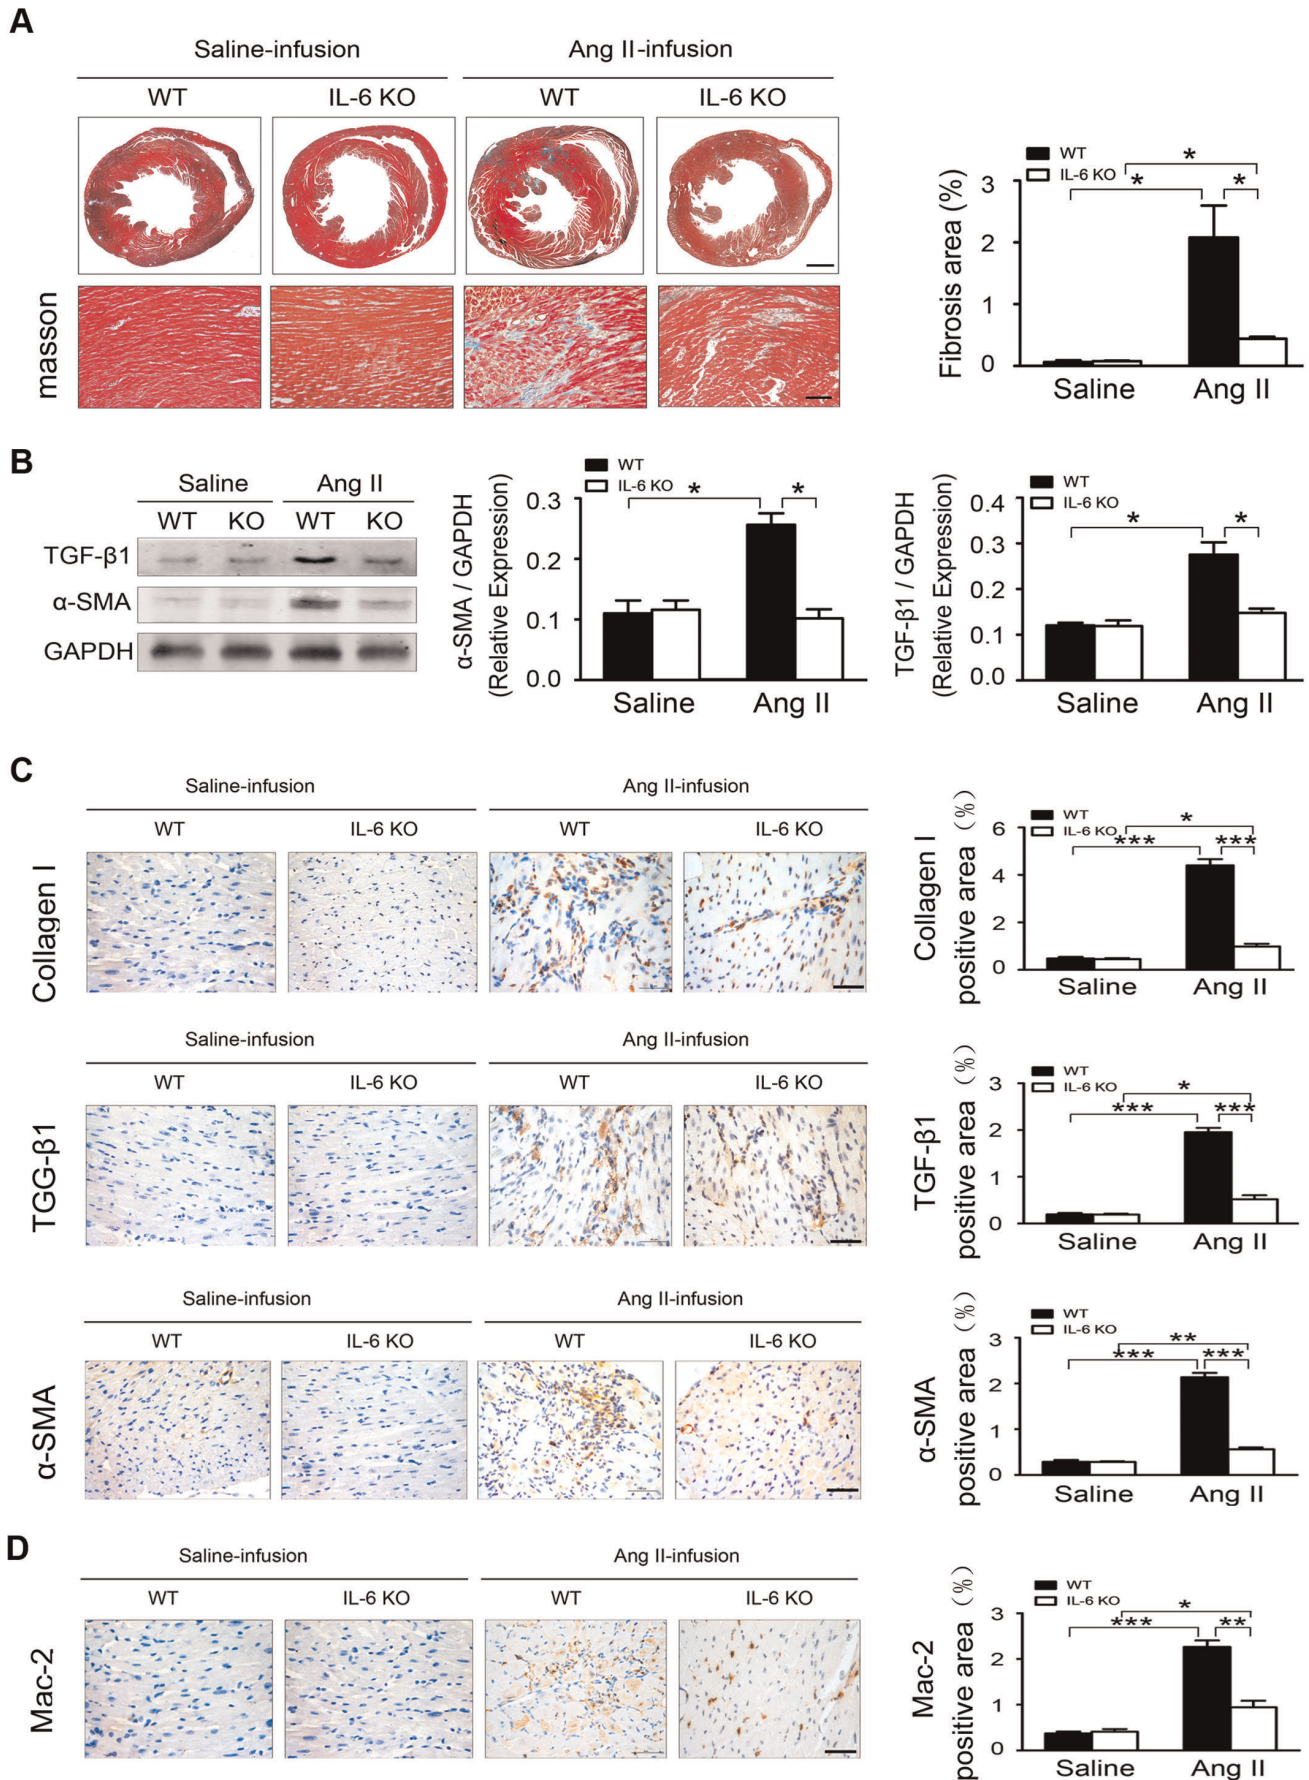 A
Saline-infusion Ang II-infusion
WT IL-6 KO WT IL-6 KO
masson
WT
IL-6 KO
* * *
Fibrosis area (%)
3
2
1
0
Saline Ang II
B
Saline Ang II
WT KO WT KO
TGF-β1
α-SMA
GAPDH
WT
IL-6 KO
* *
α-SMA / GAPDH
(Relative Expression)
0.3
0.2
0.1
0.0
Saline Ang II
WT
IL-6 KO
* *
TGF-β1 / GAPDH
(Relative Expression)
0.4
0.3
0.2
0.1
0.0
Saline Ang II
C
Saline-infusion Ang II-infusion
WT IL-6 KO WT IL-6 KO
Collagen I
WT
IL-6 KO
*
*** ***
Collagen I
positive area (%)
6
4
2
0
Saline Ang II
Saline-infusion Ang II-infusion
WT IL-6 KO WT IL-6 KO
TGG-β1
WT
IL-6 KO
*
*** ***
TGF-β1
positive area (%)
3
2
1
0
Saline Ang II
Saline-infusion Ang II-infusion
WT IL-6 KO WT IL-6 KO
α-SMA
WT
IL-6 KO
**
*** ***
α-SMA
positive area (%)
3
2
1
0
Saline Ang II
D
Saline-infusion Ang II-infusion
WT IL-6 KO WT IL-6 KO
Mac-2
WT
IL-6 KO
*
*** **
Mac-2
positive area (%)
3
2
1
0
Saline Ang II